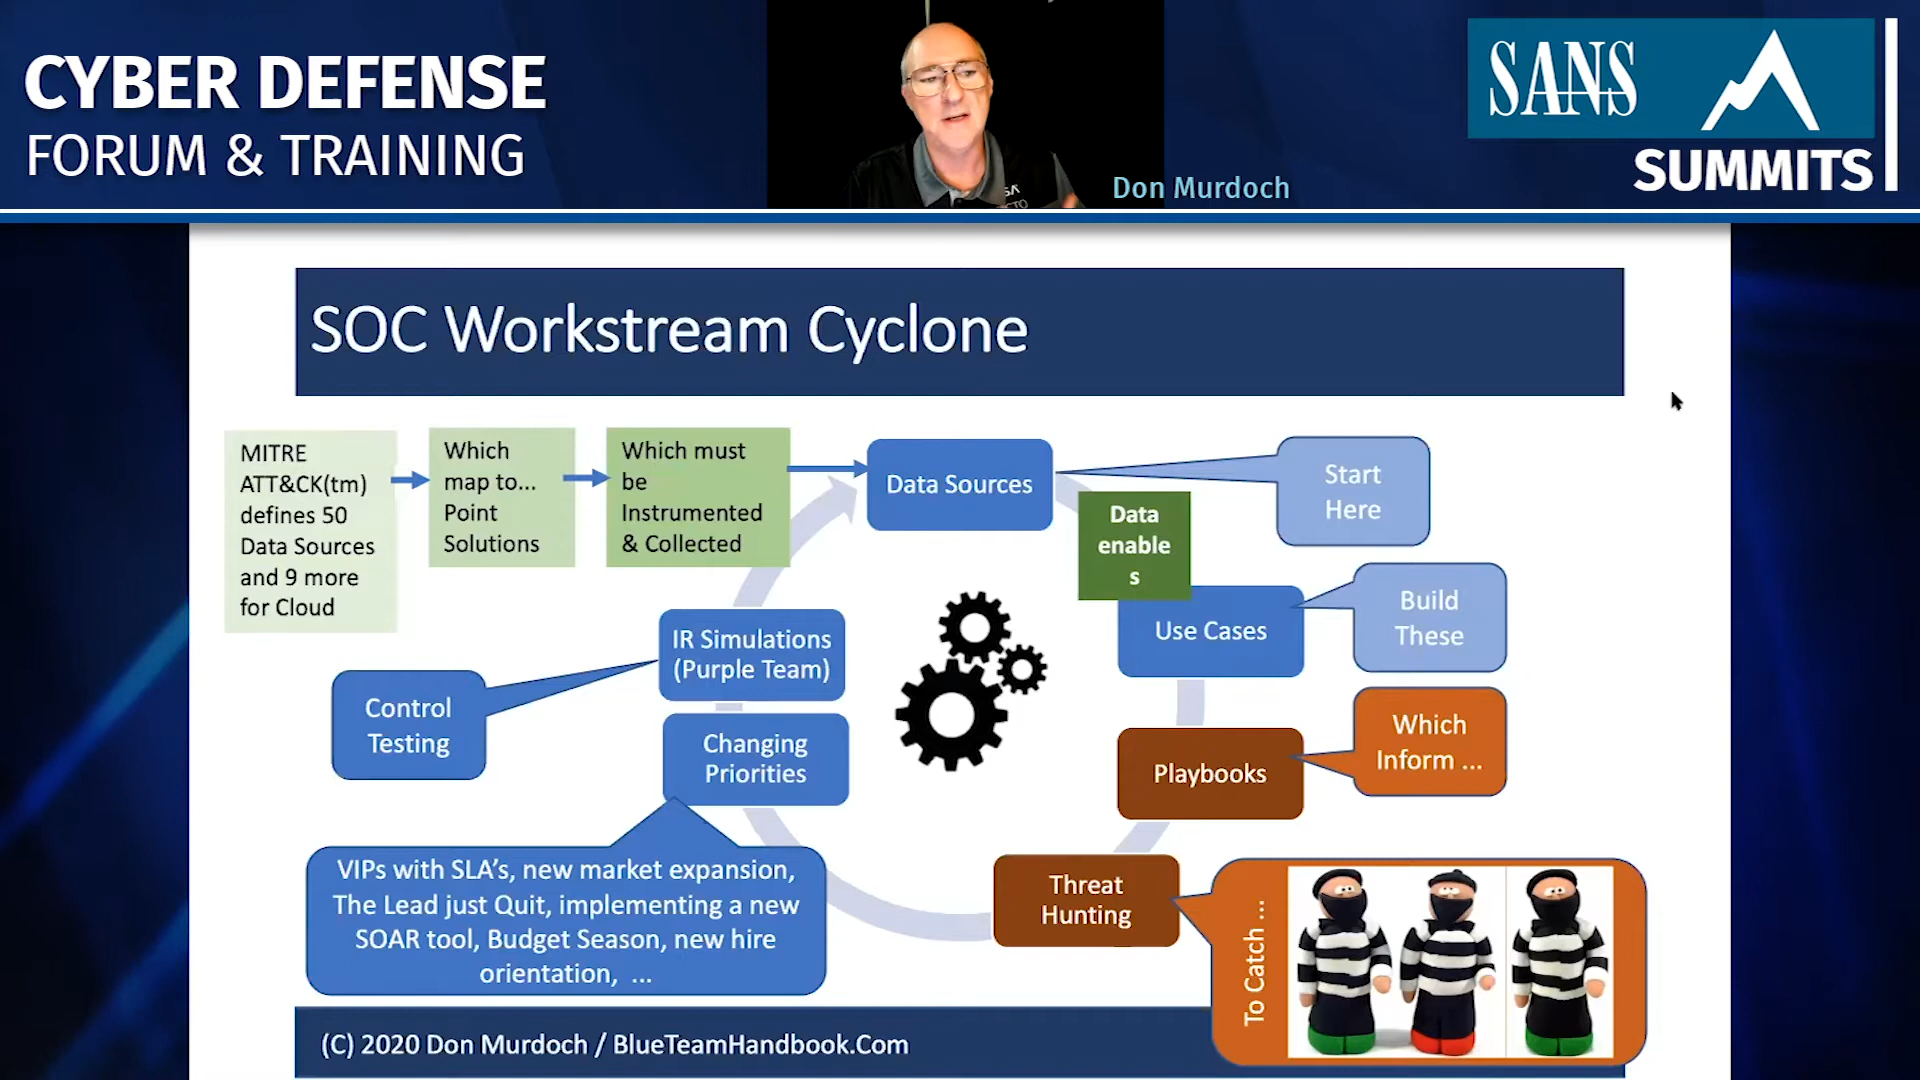 CYBER DEFENSE
FORUM & TRAINING
Don Murdoch
SANS
SUMMITS
SOC Workstream Cyclone
MITRE
ATT&CK(tm)
defines 50
Data Sources
and 9 more
for Cloud
Which
map to...
Point
Solutions
Which must
be
Instrumented
& Collected
Data Sources
Start
Here
Data
enable
s
Use Cases
Build
These
Playbooks
Which
Inform ...
Threat
Hunting
To Catch ...
IR Simulations
(Purple Team)
Control
Testing
Changing
Priorities
VIPs with SLA’s, new market expansion,
The Lead just Quit, implementing a new
SOAR tool, Budget Season, new hire
orientation, ...
(C) 2020 Don Murdoch / BlueTeamHandbook.Com